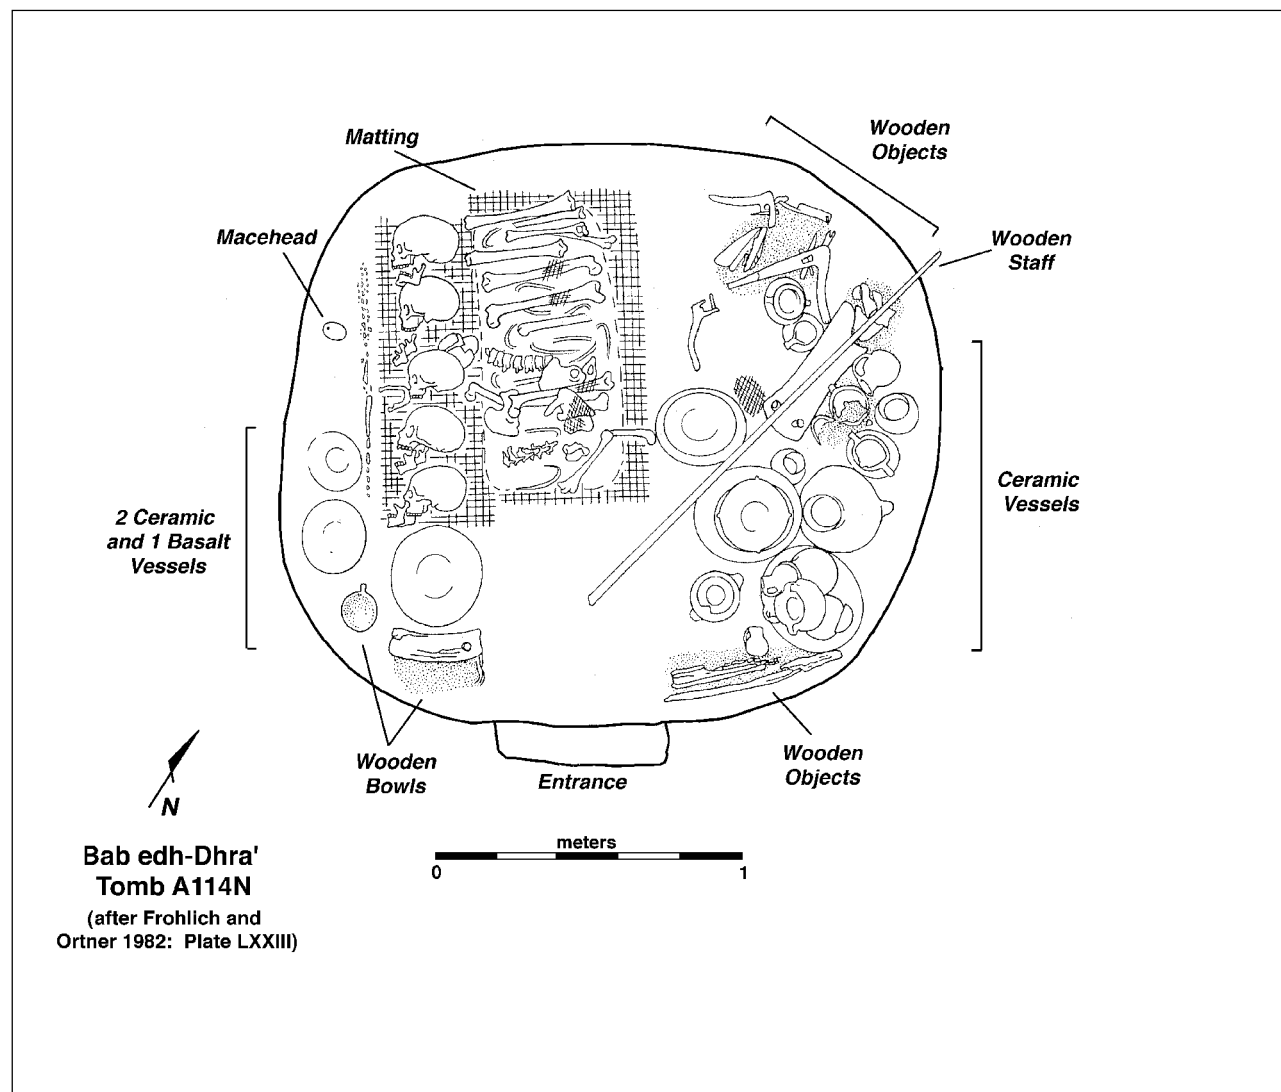 Wooden
Objects
Matting
Macehead
Wooden
Staff
Ceramic
Vessels
2 Ceramic
and 1 Basalt
Vessels
Wooden
Bowls
Entrance
Wooden
Objects
N
meters
0 1
Bab edh-Dhra'
Tomb A114N
(after Frohlich and
Ortner 1982: Plate LXXIII)